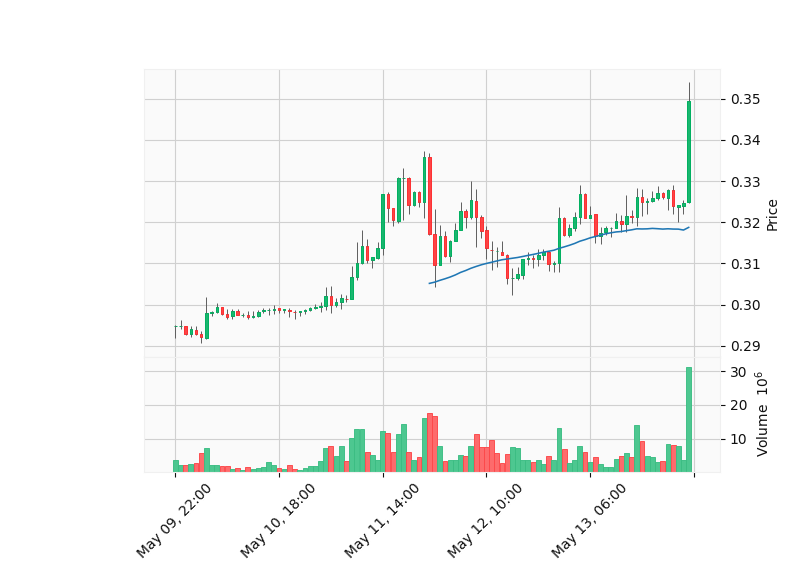 0.35
0.34
0.33
0.32
0.31
0.30
0.29
Price
30
20
10
Volume 10^6
May 09, 22:00
May 10, 18:00
May 11, 14:00
May 12, 10:00
May 13, 06:00